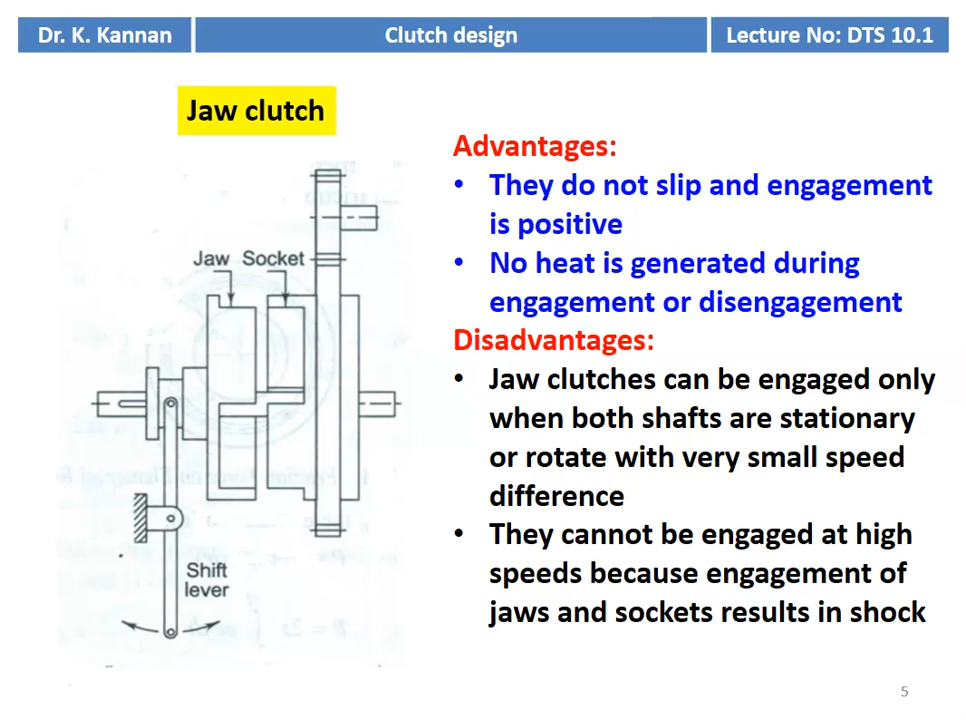 Dr. K. Kannan
Clutch design
Lecture No: DTS 10.1
Jaw clutch
Jaw Socket
Shift
lever
Advantages:
• They do not slip and engagement
is positive
• No heat is generated during
engagement or disengagement
Disadvantages:
• Jaw clutches can be engaged only
when both shafts are stationary
or rotate with very small speed
difference
• They cannot be engaged at high
speeds because engagement of
jaws and sockets results in shock
5